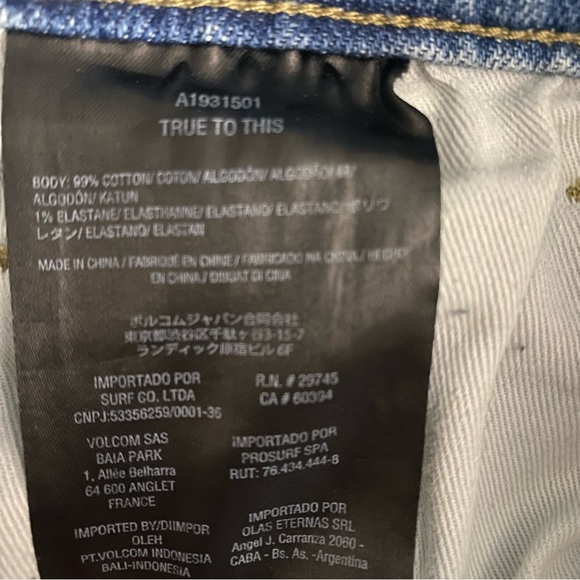 A1931501
TRUE TO THIS
BODY: 99% COTTON/ COTON/ ALGODÓN/ ALGODÃO/
ALGODÓN/ KATUN
1% ELASTANE/ ELASTHANNE/ ELASTANO/ ELASTANO/ ポリウ
レタン/ ELASTANO/ ELASTAN
MADE IN CHINA / FABRIQUÉ EN CHINE / FABRICADO NA CHINA / HECHO
EN CHINA / DIBUAT DI CINA
ボルコムジャパン合同会社
東京都渋谷区千駄ヶ谷3-15-7
ランディック原宿ビル 6F
IMPORTADO POR
SURF CO. LTDA
CNPJ:53356259/0001-36
R.N. # 29745
CA # 60394
VOLCOM SAS
BAIA PARK
1, Allée Belharra
64 600 ANGLET
FRANCE
IMPORTADO POR
PROSURF SPA
RUT: 76.434.444-8
IMPORTED BY/DIIMPOR
OLEH
PT.VOLCOM INDONESIA
BALI-INDONESIA
IMPORTADO POR
OLAS ETERNAS SRL
Angel J. Carranza 2060 -
CABA - Bs. As. -Argentina